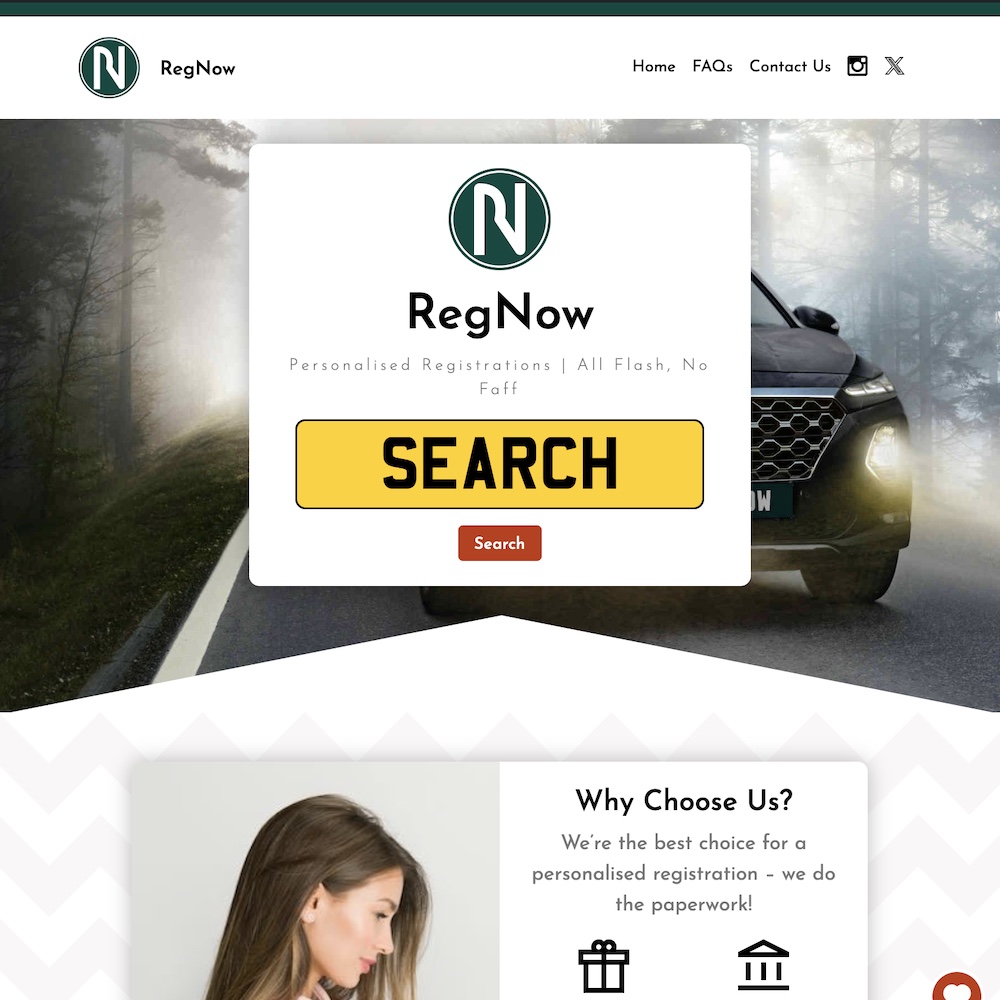 RegNow
Home FAQs Contact Us
RegNow
Personalised Registrations | All Flash, No
Faff
SEARCH
Search
Why Choose Us?
We're the best choice for a
personalised registration – we do
the paperwork!